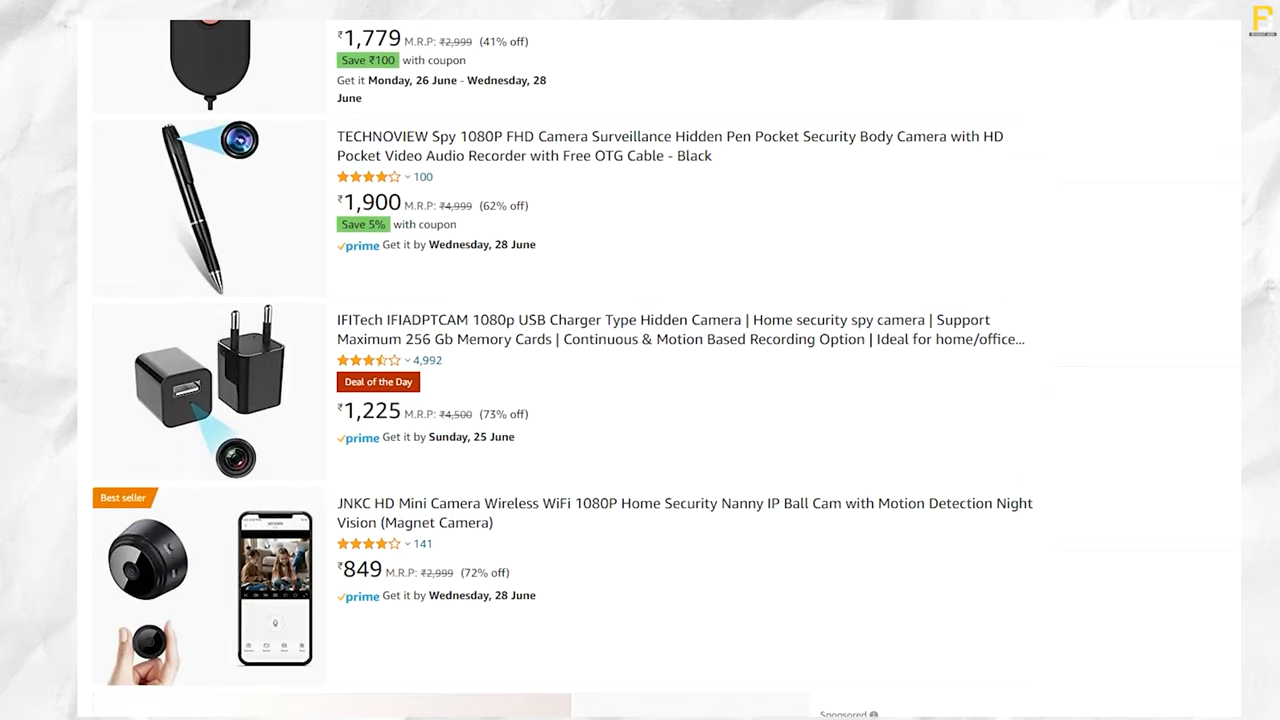 ₹1,779 M.R.P: ₹2,999 (41% off)
Save ₹100 with coupon
Get it Monday, 26 June - Wednesday, 28
June
TECHNOVIEW Spy 1080P FHD Camera Surveillance Hidden Pen Pocket Security Body Camera with HD
Pocket Video Audio Recorder with Free OTG Cable - Black
100
₹1,900 M.R.P: ₹4,999 (62% off)
Save 5% with coupon
prime Get it by Wednesday, 28 June
IFITech IFIADPTCAM 1080p USB Charger Type Hidden Camera | Home security spy camera | Support
Maximum 256 Gb Memory Cards | Continuous & Motion Based Recording Option | Ideal for home/office...
4,992
Deal of the Day
₹1,225 M.R.P: ₹4,500 (73% off)
prime Get it by Sunday, 25 June
Best seller
JNKC HD Mini Camera Wireless WiFi 1080P Home Security Nanny IP Ball Cam with Motion Detection Night
Vision (Magnet Camera)
141
₹849 M.R.P: ₹2,999 (72% off)
prime Get it by Wednesday, 28 June
Sponsored